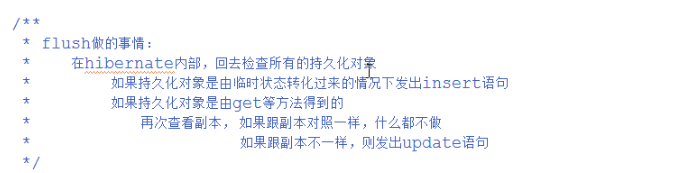 /**
* flush做的事情:
* 在hibernate内部，回去检查所有的持久化对象
* 如果持久化对象是由临时状态转化过来的情况下发出insert语句
* 如果持久化对象是由get等方法得到的
* 再次查看副本，如果跟副本对照一样，什么都不做
* 如果跟副本不一样，则发出update语句
*/